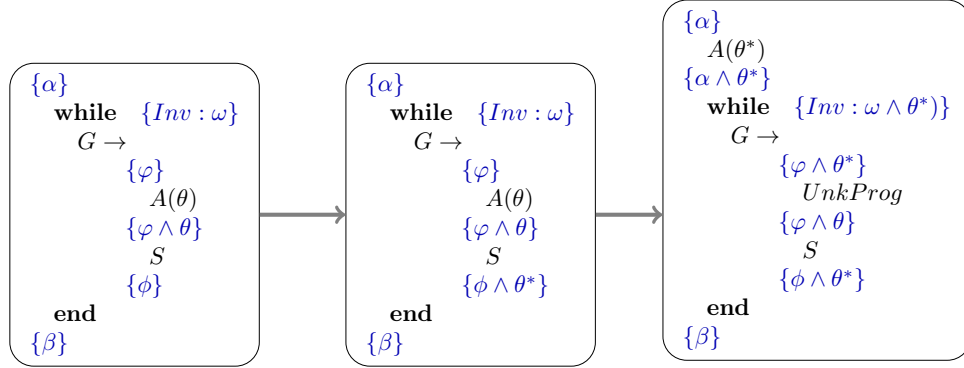 {α}
while {Inv : ω}
G →
{φ}
A(θ)
{φ ∧ θ}
S
{ϕ}
end
{β}
{α}
while {Inv : ω}
G →
{φ}
A(θ)
{φ ∧ θ}
S
{ϕ ∧ θ*}
end
{β}
{α}
A(θ*)
{α ∧ θ*}
while {Inv : ω ∧ θ*)}
G →
{φ ∧ θ*}
UnkProg
{φ ∧ θ}
S
{ϕ ∧ θ*}
end
{β}